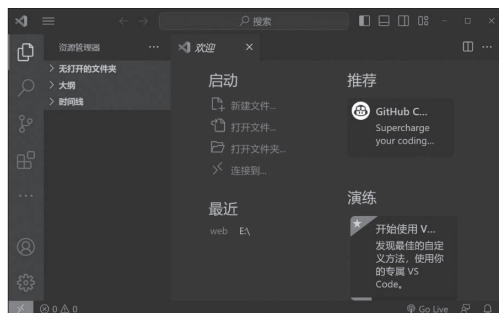 搜索
资源管理器
欢迎
无打开的文件夹
大纲
时间线
启动
新建文件...
打开文件...
打开文件夹...
连接到...
最近
web E:\
推荐
GitHub C...
Supercharge
your coding...
演练
开始使用 V...
发现最佳的自定
义方法，使用你
的专属 VS
Code。
0 0
Go Live